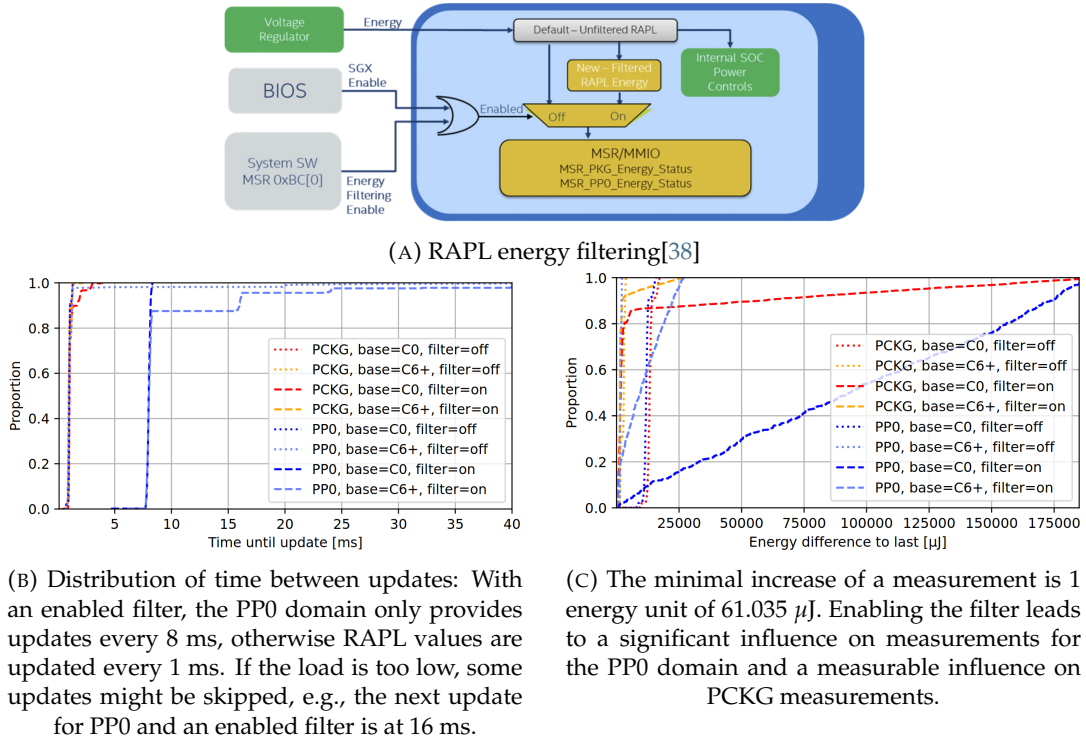 Voltage
Regulator
Energy
Default – Unfiltered RAPL
New – Filtered
RAPL Energy
Internal SOC
Power
Controls
BIOS
SGX
Enable
Enabled
Off
On
System SW
MSR 0xBC[0]
Energy
Filtering
Enable
MSR/MMIO
MSR_PKG_Energy_Status
MSR_PP0_Energy_Status
(A) RAPL energy filtering[38]
1.0
0.8
0.6
0.4
0.2
0.0
Proportion
PCKG, base=C0, filter=off
PCKG, base=C6+, filter=off
PCKG, base=C0, filter=on
PCKG, base=C6+, filter=on
PP0, base=C0, filter=off
PP0, base=C6+, filter=off
PP0, base=C0, filter=on
PP0, base=C6+, filter=on
5 10 15 20 25 30 35 40
Time until update [ms]
1.0
0.8
0.6
0.4
0.2
0.0
Proportion
PCKG, base=C0, filter=off
PCKG, base=C6+, filter=off
PCKG, base=C0, filter=on
PCKG, base=C6+, filter=on
PP0, base=C0, filter=off
PP0, base=C6+, filter=off
PP0, base=C0, filter=on
PP0, base=C6+, filter=on
25000 50000 75000 100000 125000 150000 175000
Energy difference to last [µJ]
(B) Distribution of time between updates: With
an enabled filter, the PP0 domain only provides
updates every 8 ms, otherwise RAPL values are
updated every 1 ms. If the load is too low, some
updates might be skipped, e.g., the next update
for PP0 and an enabled filter is at 16 ms.
(C) The minimal increase of a measurement is 1
energy unit of 61.035 µJ. Enabling the filter leads
to a significant influence on measurements for
the PP0 domain and a measurable influence on
PCKG measurements.